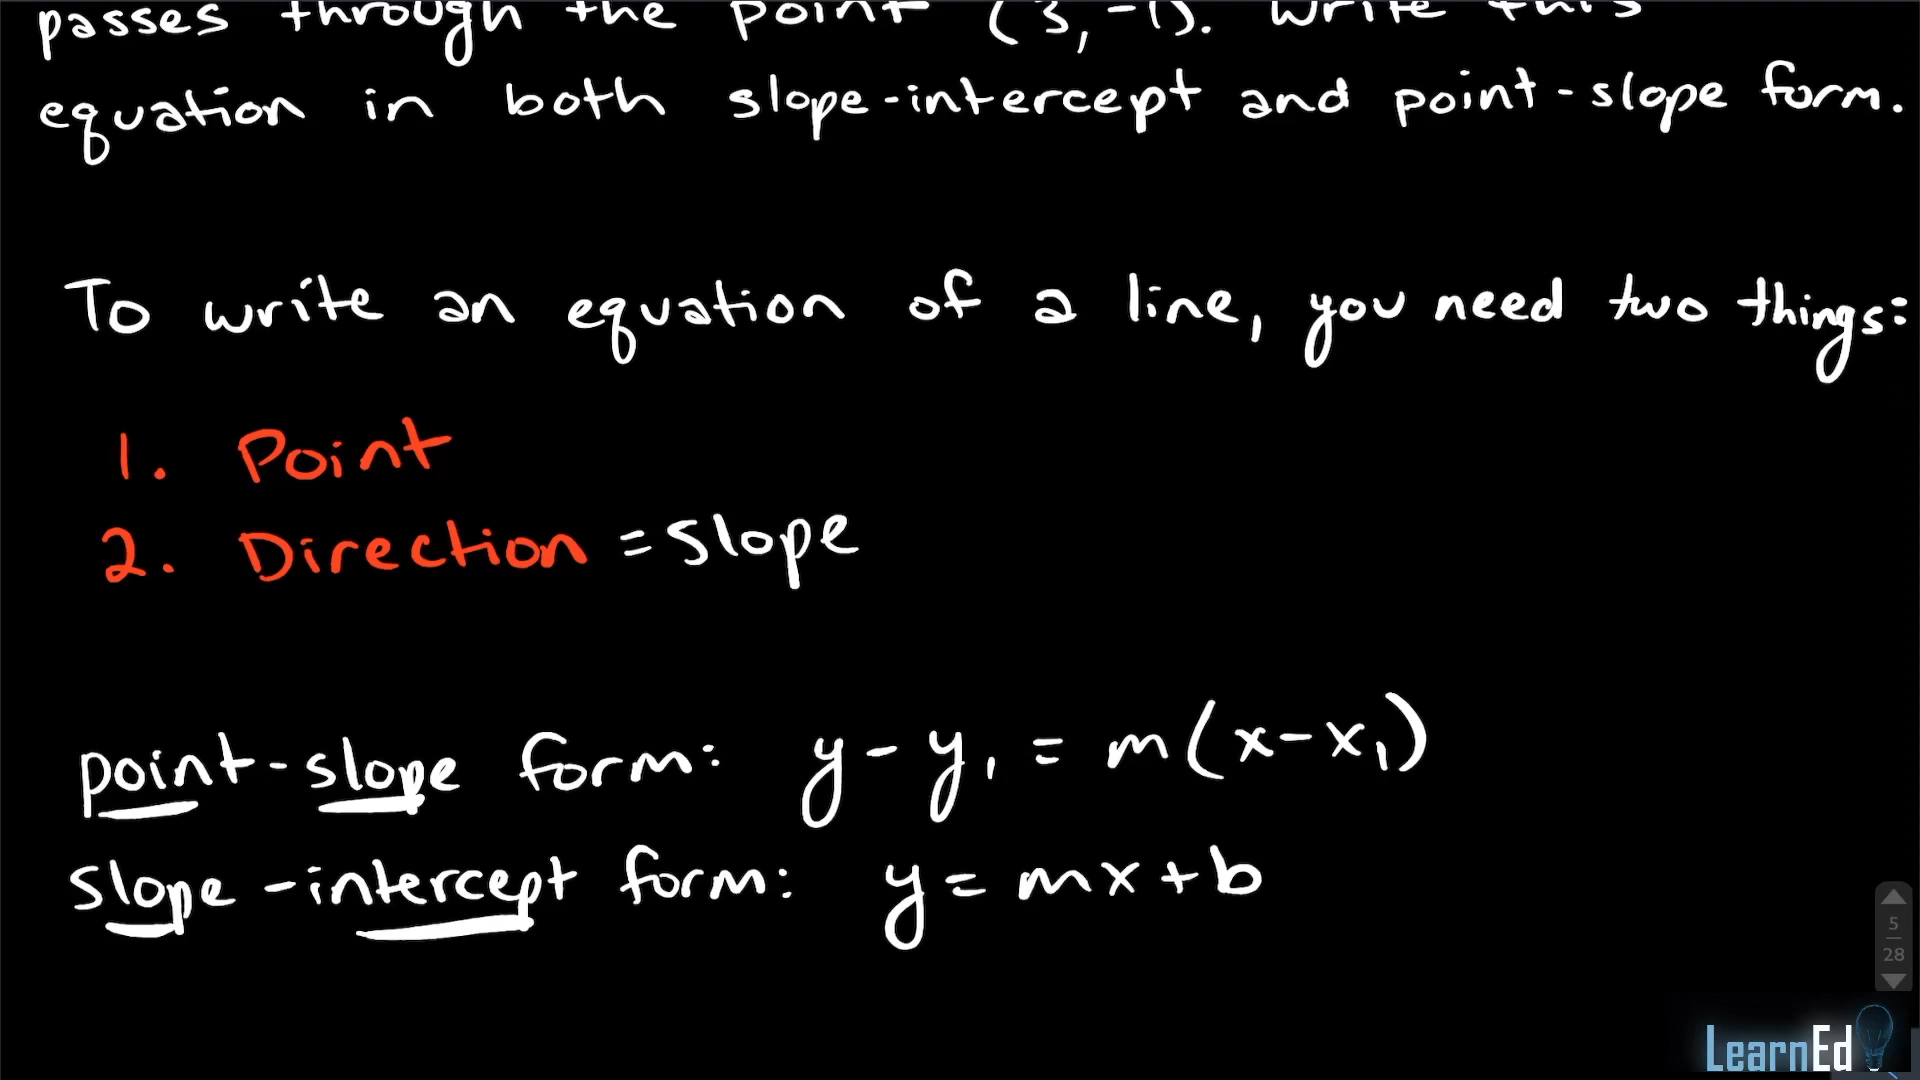 passes through the point (3,-1). Write this
equation in both slope-intercept and point-slope form.
To write an equation of a line, you need two things:
1. Point
2. Direction = slope
point-slope form: y - y₁ = m(x-x₁)
slope-intercept form: y = mx + b
5
28
LearnEd